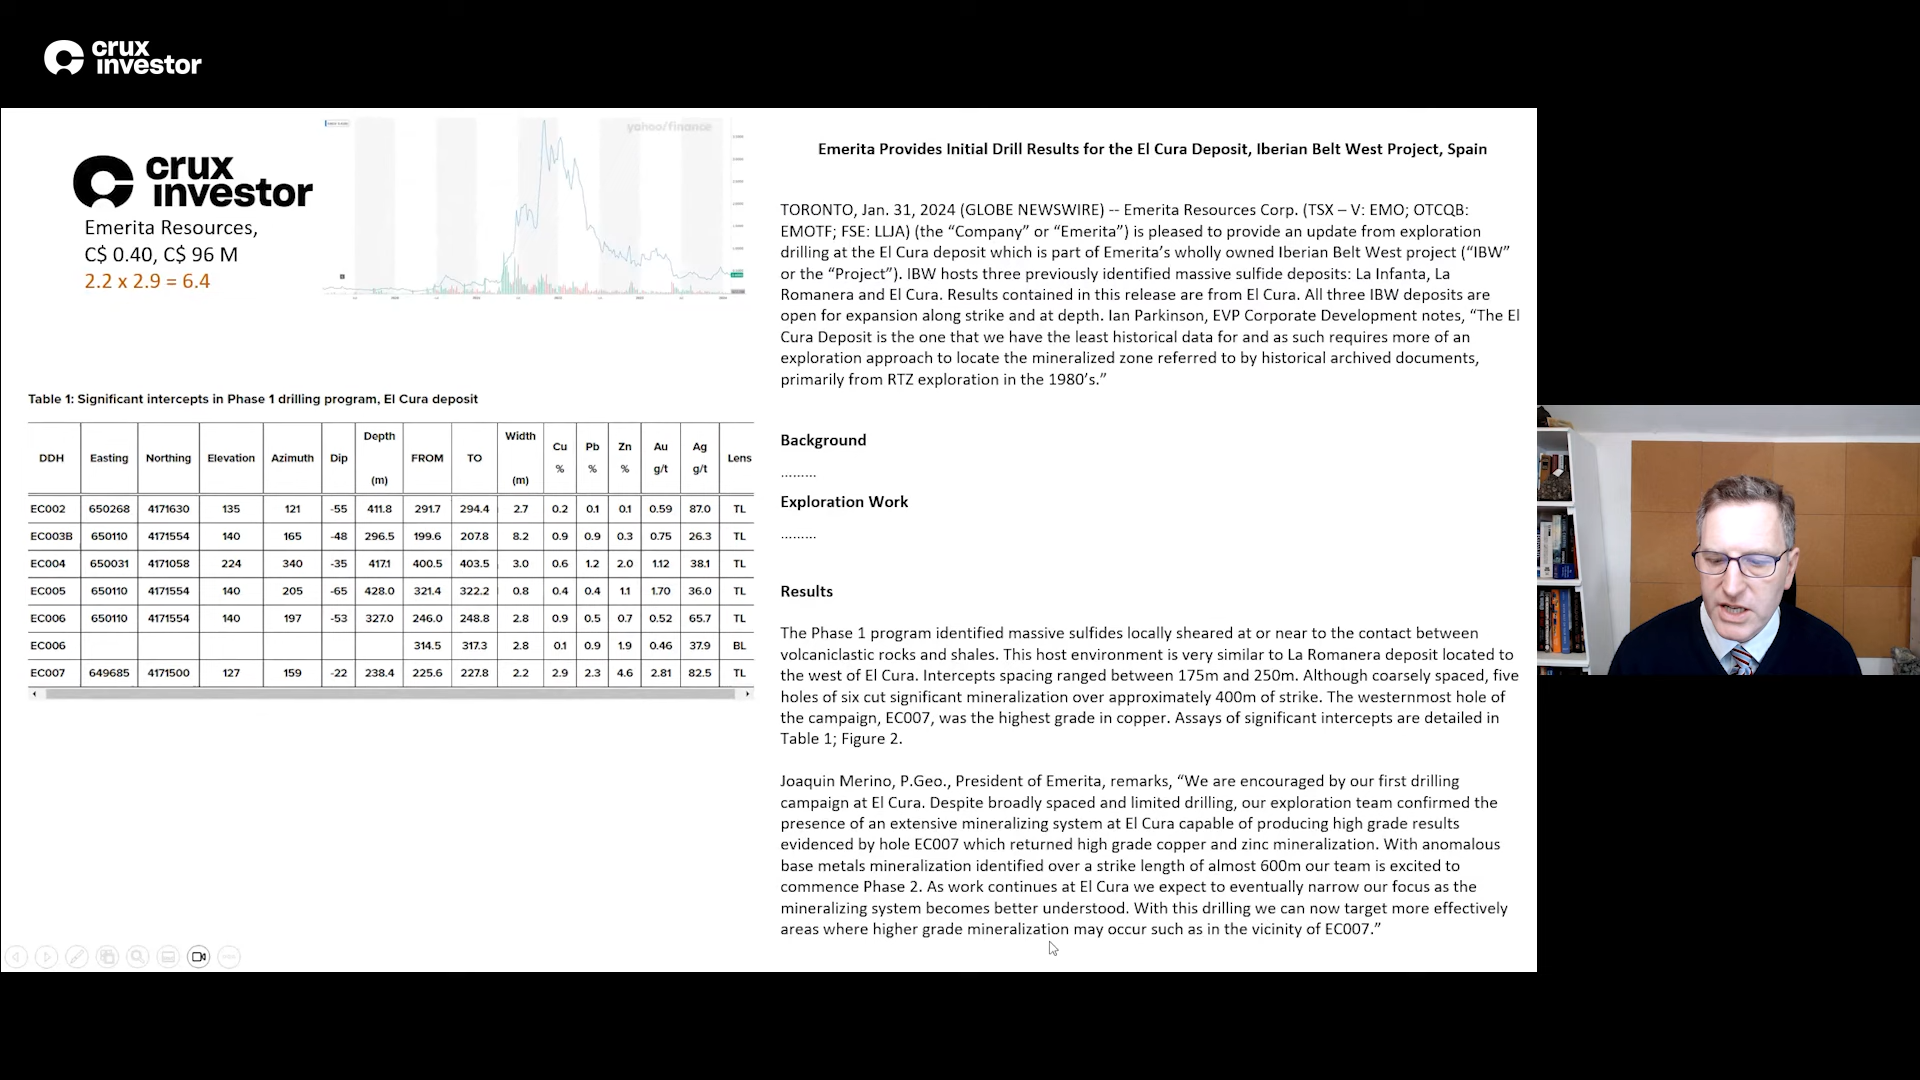 crux
investor
crux
investor
Emerita Resources,
C$ 0.40, C$ 96 M
2.2 x 2.9 = 6.4
yahoo!finance
Table 1: Significant intercepts in Phase 1 drilling program, El Cura deposit
DDH Easting Northing Elevation Azimuth Dip Depth (m) FROM TO Width (m) Cu % Pb % Zn % Au g/t Ag g/t Lens
EC002 650268 4171630 135 121 -55 411.8 291.7 294.4 2.7 0.2 0.1 0.1 0.59 87.0 TL
EC003B 650110 4171554 140 165 -48 296.5 199.6 207.8 8.2 0.9 0.9 0.3 0.75 26.3 TL
EC004 650031 4171058 224 340 -35 417.1 400.5 403.5 3.0 0.6 1.2 2.0 1.12 38.1 TL
EC005 650110 4171554 140 205 -65 428.0 321.4 322.2 0.8 0.4 0.4 1.1 1.70 36.0 TL
EC006 650110 4171554 140 197 -53 327.0 246.0 248.8 2.8 0.9 0.5 0.7 0.52 65.7 TL
EC006 314.5 317.3 2.8 0.1 0.9 1.9 0.46 37.9 BL
EC007 649685 4171500 127 159 -22 238.4 225.6 227.8 2.2 2.9 2.3 4.6 2.81 82.5 TL
Emerita Provides Initial Drill Results for the El Cura Deposit, Iberian Belt West Project, Spain
TORONTO, Jan. 31, 2024 (GLOBE NEWSWIRE) -- Emerita Resources Corp. (TSX – V: EMO; OTCQB:
EMOTF; FSE: LLJA) (the “Company” or “Emerita”) is pleased to provide an update from exploration
drilling at the El Cura deposit which is part of Emerita’s wholly owned Iberian Belt West project (“IBW”
or the “Project”). IBW hosts three previously identified massive sulfide deposits: La Infanta, La
Romanera and El Cura. Results contained in this release are from El Cura. All three IBW deposits are
open for expansion along strike and at depth. Ian Parkinson, EVP Corporate Development notes, “The El
Cura Deposit is the one that we have the least historical data for and as such requires more of an
exploration approach to locate the mineralized zone referred to by historical archived documents,
primarily from RTZ exploration in the 1980’s.”
Background
.........
Exploration Work
.........
Results
The Phase 1 program identified massive sulfides locally sheared at or near to the contact between
volcaniclastic rocks and shales. This host environment is very similar to La Romanera deposit located to
the west of El Cura. Intercepts spacing ranged between 175m and 250m. Although coarsely spaced, five
holes of six cut significant mineralization over approximately 400m of strike. The westernmost hole of
the campaign, EC007, was the highest grade in copper. Assays of significant intercepts are detailed in
Table 1; Figure 2.
Joaquin Merino, P.Geo., President of Emerita, remarks, “We are encouraged by our first drilling
campaign at El Cura. Despite broadly spaced and limited drilling, our exploration team confirmed the
presence of an extensive mineralizing system at El Cura capable of producing high grade results
evidenced by hole EC007 which returned high grade copper and zinc mineralization. With anomalous
base metals mineralization identified over a strike length of almost 600m our team is excited to
commence Phase 2. As work continues at El Cura we expect to eventually narrow our focus as the
mineralizing system becomes better understood. With this drilling we can now target more effectively
areas where higher grade mineralization may occur such as in the vicinity of EC007.”